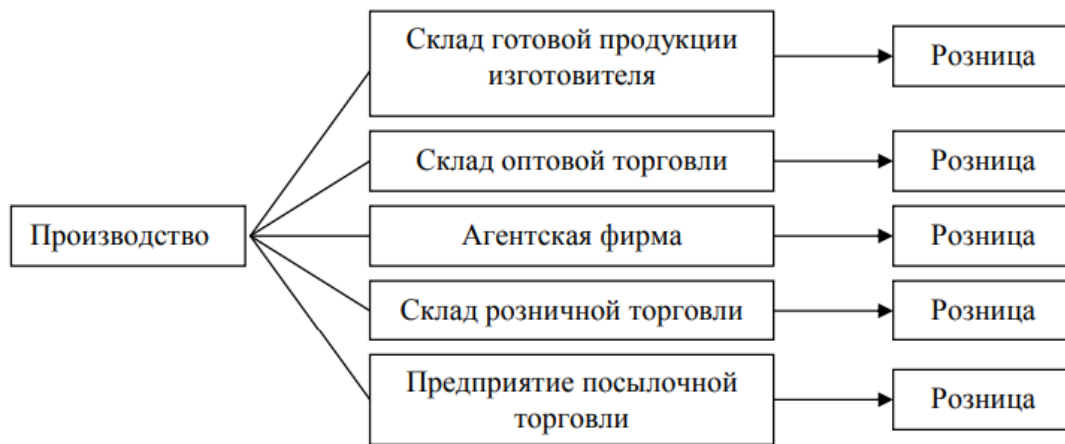 Склад готовой продукции
изготовителя
Розница
Склад оптовой торговли
Розница
Производство
Агентская фирма
Розница
Склад розничной торговли
Розница
Предприятие посылочной
торговли
Розница